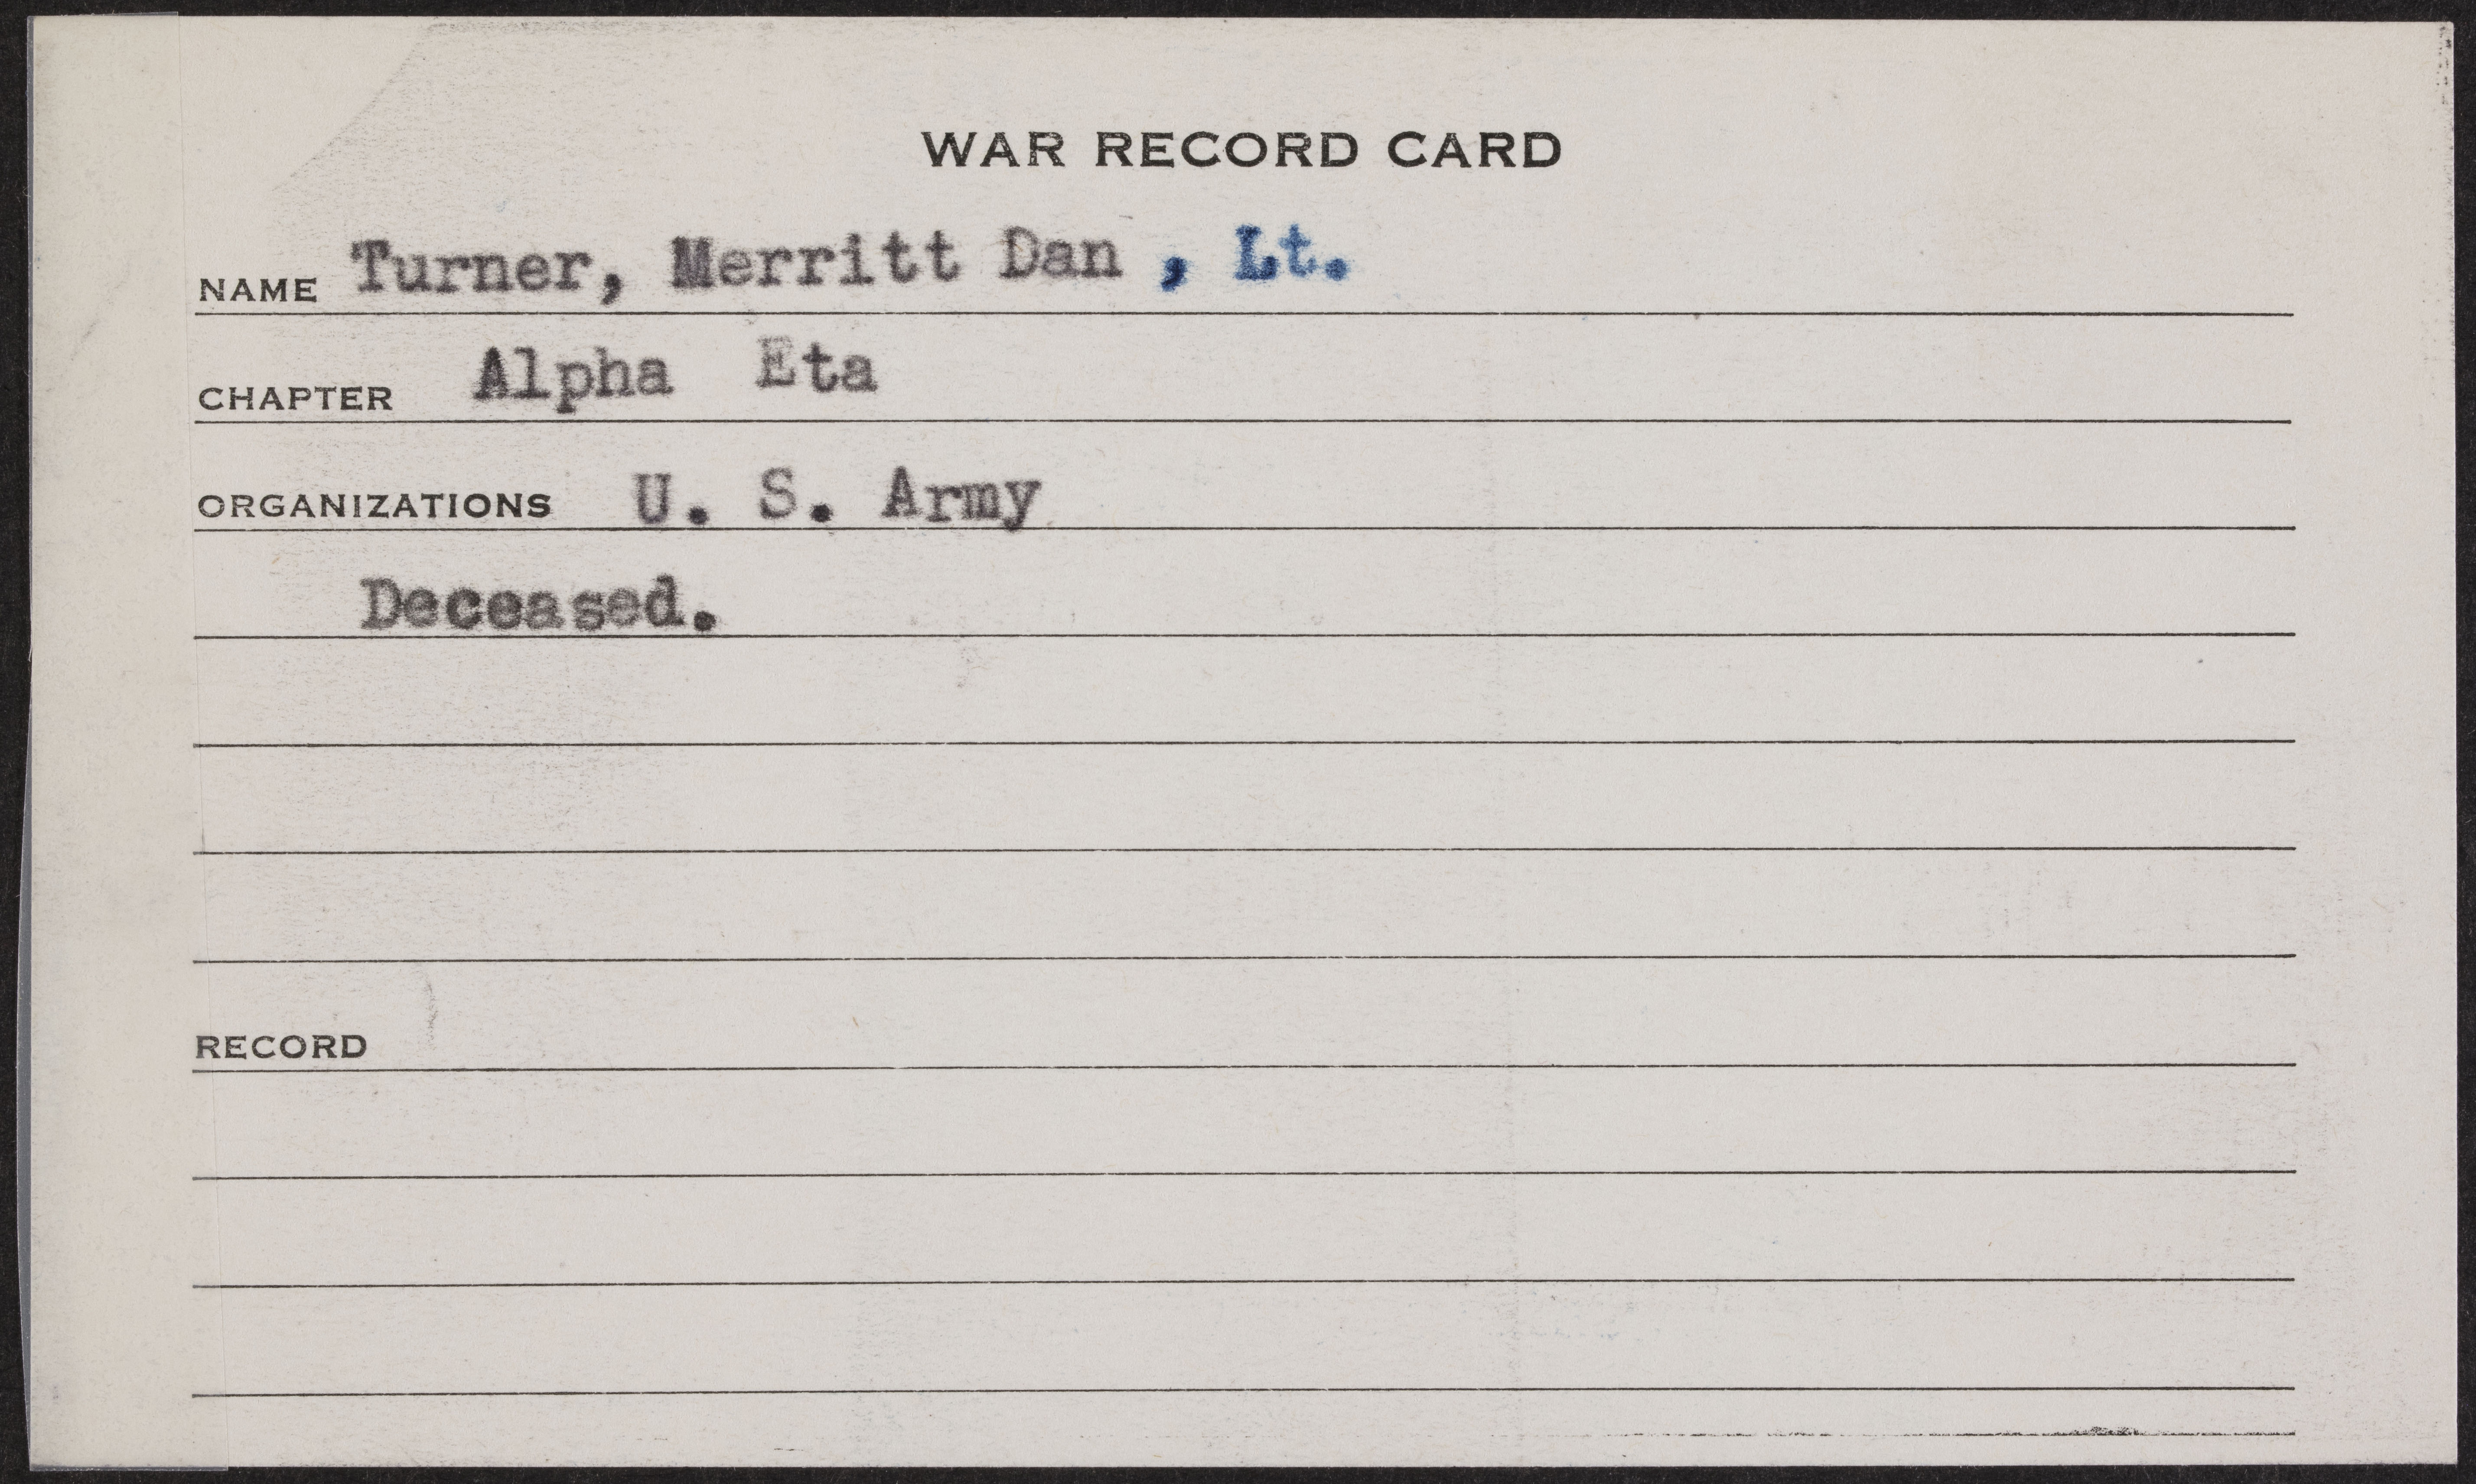 WAR RECORD CARD
NAME Turner, Merritt Dan , Lt.
CHAPTER Alpha Eta
ORGANIZATIONS U. S. Army
Deceased.
RECORD